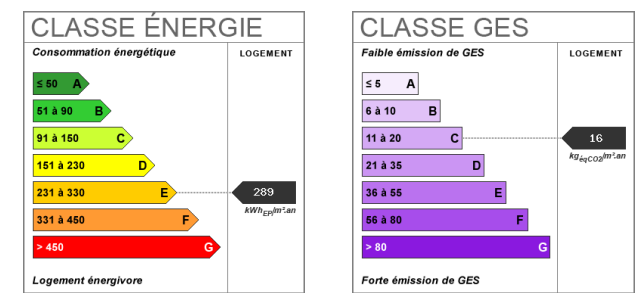 CLASSE ÉNERGIE
Consommation énergétique
LOGEMENT
≤ 50 A
51 à 90 B
91 à 150 C
151 à 230 D
231 à 330 E
289
kWhEP/m².an
331 à 450 F
> 450 G
Logement énergivore
CLASSE GES
Faible émission de GES
LOGEMENT
≤ 5 A
6 à 10 B
11 à 20 C
16
kgéqCO2/m².an
21 à 35 D
36 à 55 E
56 à 80 F
> 80 G
Forte émission de GES